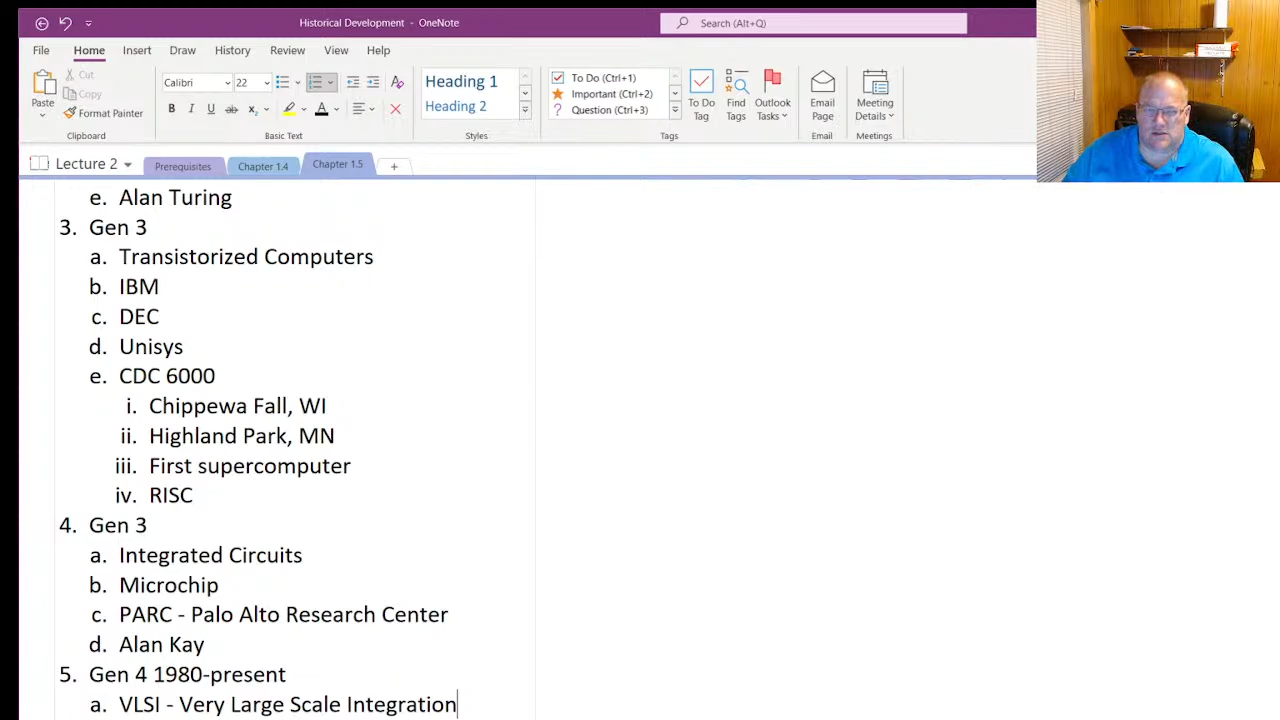 Historical Development - OneNote
Search (Alt+Q)
File Home Insert Draw History Review View Help
Paste
Cut
Copy
Format Painter
Clipboard
Calibri 22
B I U ab x₂ A
Basic Text
Heading 1
Heading 2
Styles
To Do (Ctrl+1)
Important (Ctrl+2)
? Question (Ctrl+3)
To Do Tag
Find Tags
Outlook Tasks
Tags
Email Page
Email
Meeting Details
Meetings
Lecture 2 Prerequisites Chapter 1.4 Chapter 1.5 +
e. Alan Turing
3. Gen 3
a. Transistorized Computers
b. IBM
c. DEC
d. Unisys
e. CDC 6000
i. Chippewa Fall, WI
ii. Highland Park, MN
iii. First supercomputer
iv. RISC
4. Gen 3
a. Integrated Circuits
b. Microchip
c. PARC - Palo Alto Research Center
d. Alan Kay
5. Gen 4 1980-present
a. VLSI - Very Large Scale Integration